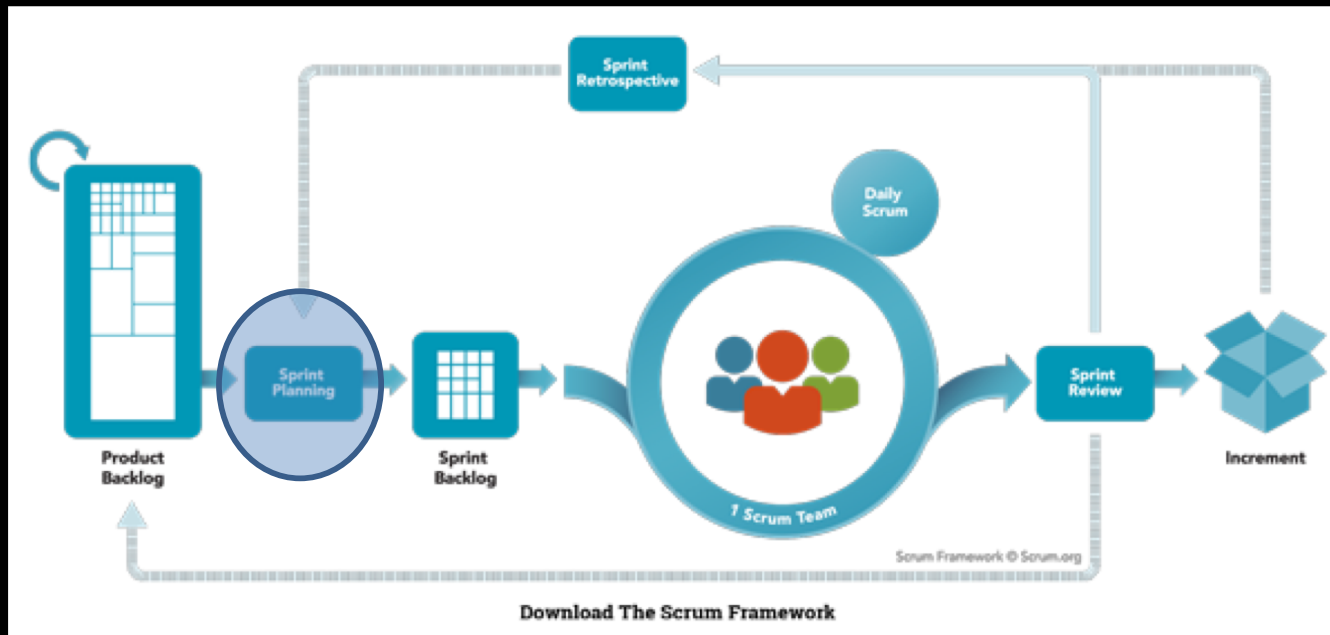 Sprint
Retrospective
Daily
Scrum
Sprint
Planning
Sprint
Review
Product
Backlog
Sprint
Backlog
Increment
1 Scrum Team
Scrum Framework © Scrum.org
Download The Scrum Framework